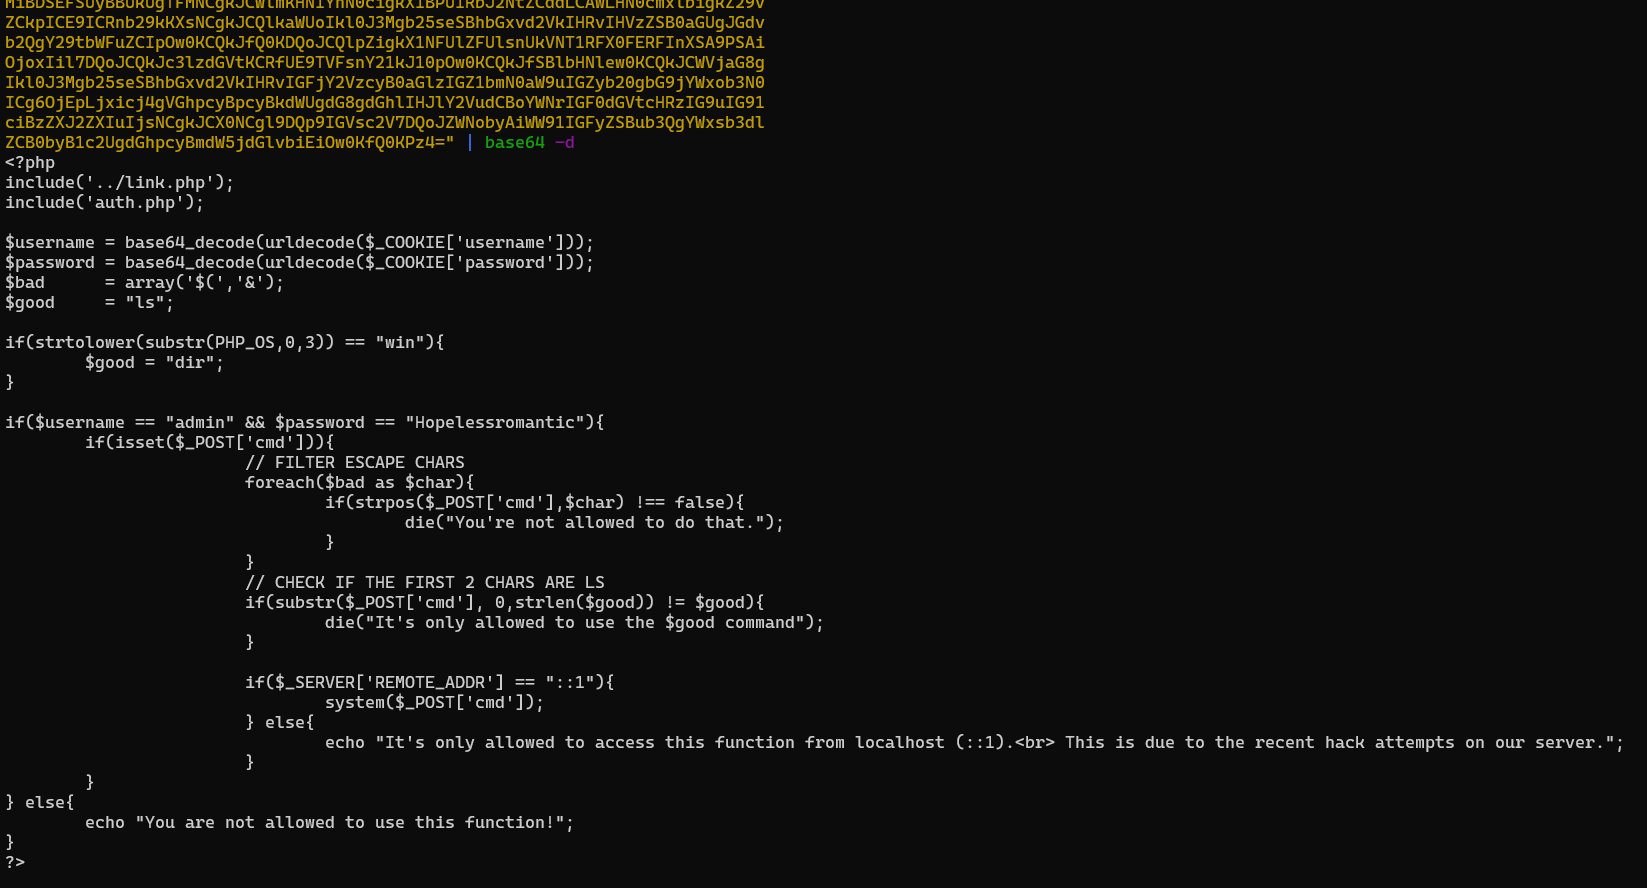 ZCkpICE9ICRnb29kKXsNCgkJCQlkaWUoIkl0J3Mgb25seSBhbGxvd2VkIHRvIHVzZSB0aGUgJGdv
b2QgY29tbWFuZCIpOw0KCQkJfQ0KDQoJCQlpZigkX1NFUlZFUlsnUkVNT1RFX0FERFInXSA9PSAi
OjoxIil7DQoJCQkJc3lzdGVtKCRfUE9TVFsnY21kJ10pOw0KCQkJfSBlbHNlew0KCQkJCWVjaG8g
Ikl0J3Mgb25seSBhbGxvd2VkIHRvIGFjY2VzcyB0aGlzIGZ1bmN0aW9uIGZyb20gbG9jYWxob3N0
ICg6OjEpLjxicj4gVGhpcyBpcyBkdWUgdG8gdGhlIHJlY2VudCBoYWNrIGF0dGVtcHRzIG9uIG91
ciBzZXJ2ZXIuIjsNCgkJCX0NCgl9DQp9IGVsc2V7DQoJZWNobyAiWW91IGFyZSBub3QgYWxsb3dl
ZCB0byB1c2UgdGhpcyBmdW5jdGlvbiEiOw0KfQ0KPz4=" | base64 -d
<?php
include('../link.php');
include('auth.php');
$username = base64_decode(urldecode($_COOKIE['username']));
$password = base64_decode(urldecode($_COOKIE['password']));
$bad      = array('$(','&');
$good     = "ls";
if(strtolower(substr(PHP_OS,0,3)) == "win"){
        $good = "dir";
}
if($username == "admin" && $password == "Hopelessromantic"){
        if(isset($_POST['cmd'])){
                        // FILTER ESCAPE CHARS
                        foreach($bad as $char){
                                if(strpos($_POST['cmd'],$char) !== false){
                                        die("You're not allowed to do that.");
                                }
                        }
                        // CHECK IF THE FIRST 2 CHARS ARE LS
                        if(substr($_POST['cmd'], 0,strlen($good)) != $good){
                                die("It's only allowed to use the $good command");
                        }
                        if($_SERVER['REMOTE_ADDR'] == "::1"){
                                system($_POST['cmd']);
                        } else{
                                echo "It's only allowed to access this function from localhost (::1).<br> This is due to the recent hack attempts on our server.";
                        }
        }
} else{
        echo "You are not allowed to use this function!";
}
?>